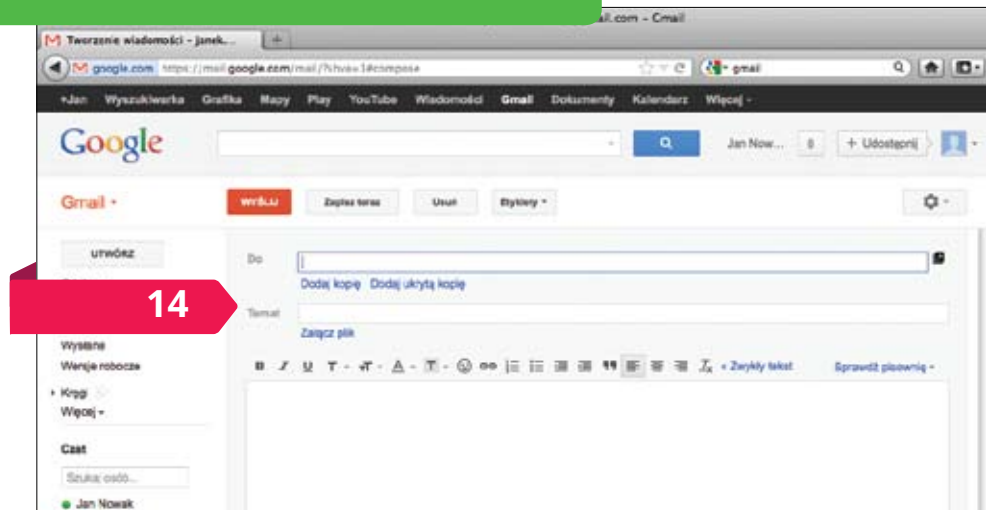 ail.com - Gmail
Tworzenie wiadomości - janek...
google.com https://mail.google.com/mail/?shva=1#compose
gmail
+Jan Wyszukiwarka Grafika Mapy Play YouTube Wiadomości Gmail Dokumenty Kalendarz Więcej
Google
Jan Now... 0 + Udostępnij
Gmail
WYŚLIJ Zapisz teraz Usuń Etykiety
UTWÓRZ
Do
Dodaj kopię Dodaj ukrytą kopię
14
Temat
Załącz plik
Wysłane
Wersje robocze
B I U T T A T « Zwykły tekst Sprawdź pisownię
Kręgi
Więcej
Czat
Szukaj osób...
Jan Nowak